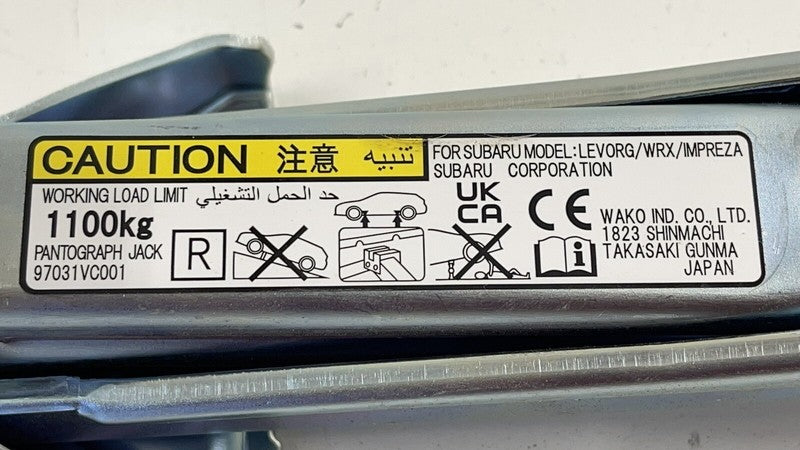 CAUTION 注意 تنبيه
FOR SUBARU MODEL:LEVORG/WRX/IMPREZA
SUBARU CORPORATION
WORKING LOAD LIMIT حد الحمل التشغيلي
1100kg
PANTOGRAPH JACK
97031VC001
R
UK
CA
CE
i
WAKO IND. CO., LTD.
1823 SHINMACHI
TAKASAKI GUNMA
JAPAN